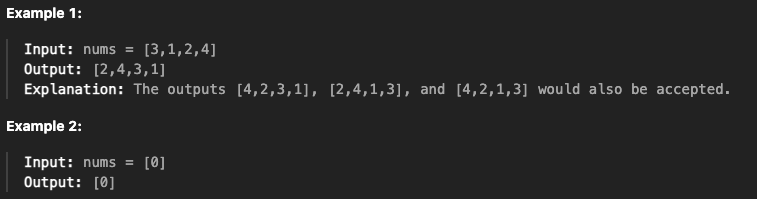 Example 1:
Input: nums = [3,1,2,4]
Output: [2,4,3,1]
Explanation: The outputs [4,2,3,1], [2,4,1,3], and [4,2,1,3] would also be accepted.
Example 2:
Input: nums = [0]
Output: [0]